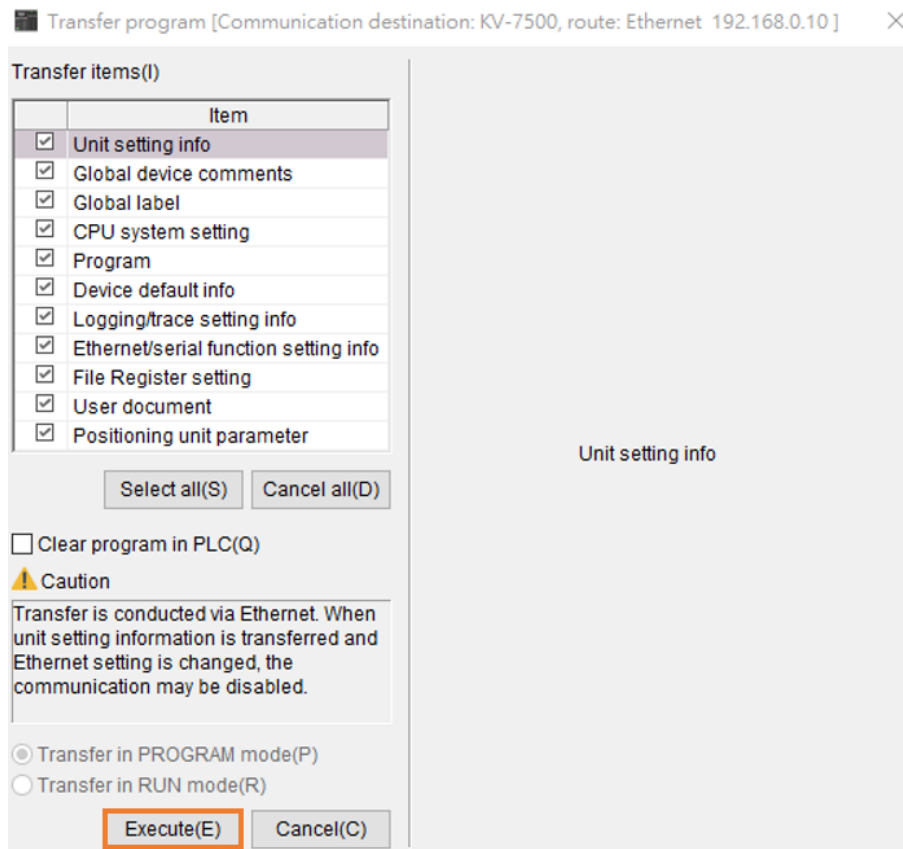 Transfer program [Communication destination: KV-7500, route: Ethernet  192.168.0.10 ]
Transfer items(I)
Item
Unit setting info
Global device comments
Global label
CPU system setting
Program
Device default info
Logging/trace setting info
Ethernet/serial function setting info
File Register setting
User document
Positioning unit parameter
Select all(S)
Cancel all(D)
Clear program in PLC(Q)
Caution
Transfer is conducted via Ethernet. When
unit setting information is transferred and
Ethernet setting is changed, the
communication may be disabled.
Transfer in PROGRAM mode(P)
Transfer in RUN mode(R)
Execute(E)
Cancel(C)
Unit setting info